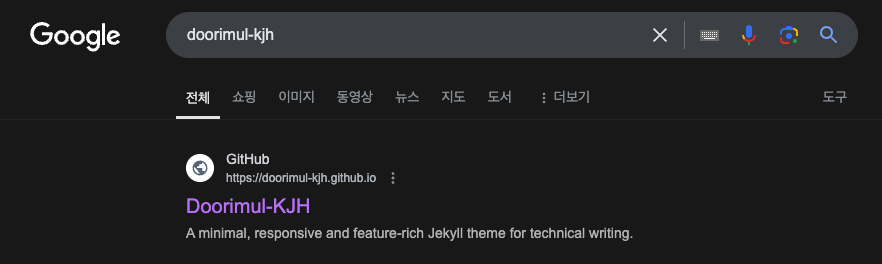 Google
doorimul-kjh
전체 쇼핑 이미지 동영상 뉴스 지도 도서 더보기 도구
GitHub
https://doorimul-kjh.github.io
Doorimul-KJH
A minimal, responsive and feature-rich Jekyll theme for technical writing.